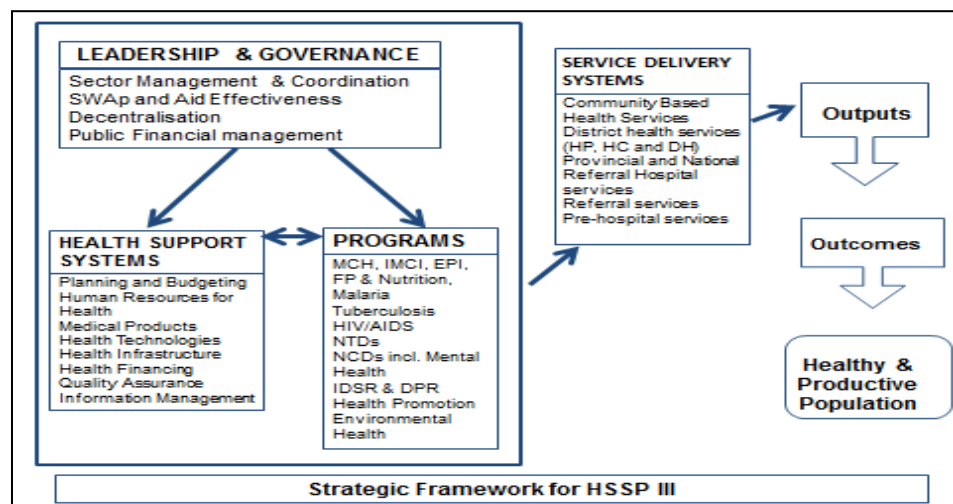 LEADERSHIP & GOVERNANCE
Sector Management & Coordination
SWAp and Aid Effectiveness
Decentralisation
Public Financial management
HEALTH SUPPORT
SYSTEMS
Planning and Budgeting
Human Resources for
Health
Medical Products
Health Technologies
Health Infrastructure
Health Financing
Quality Assurance
Information Management
PROGRAMS
MCH, IMCI, EPI,
FP & Nutrition,
Malaria
Tuberculosis
HIV/AIDS
NTDs
NCDs incl. Mental
Health
IDSR & DPR
Health Promotion
Environmental
Health
SERVICE DELIVERY
SYSTEMS
Community Based
Health Services
District health services
(HP, HC and DH)
Provincial and National
Referral Hospital
services
Referral services
Pre-hospital services
Outputs
Outcomes
Healthy &
Productive
Population
Strategic Framework for HSSP III